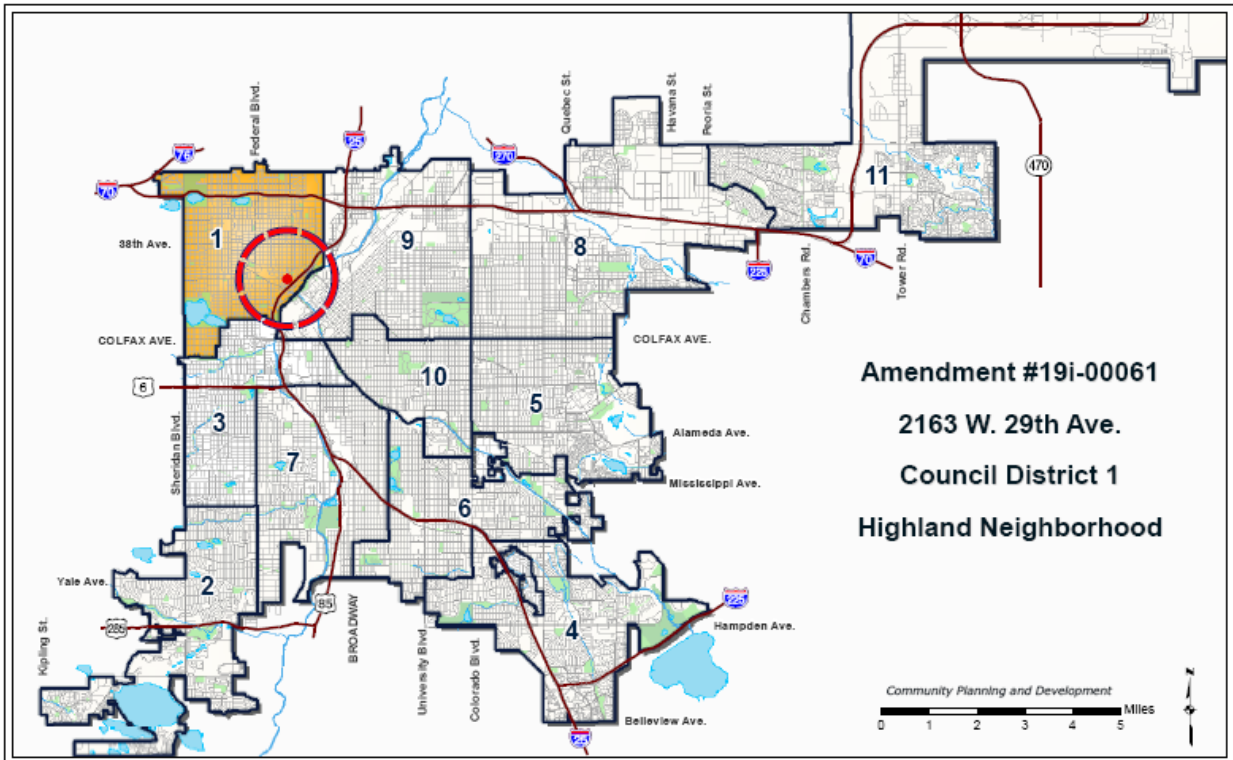 Federal Blvd.
Quebec St.
Havana St.
Peoria St.
76
25
270
70
470
11
1
9
8
38th Ave.
225
70
Chambers Rd.
Tower Rd.
COLFAX AVE.
COLFAX AVE.
6
10
5
3
7
Sheridan Blvd.
Alameda Ave.
Mississippi Ave.
6
Amendment #19i-00061
2163 W. 29th Ave.
Council District 1
Highland Neighborhood
Yale Ave.
2
85
285
BROADWAY
University Blvd
Colorado Blvd.
4
225
Hampden Ave.
Kipling St.
25
Belleview Ave.
Community Planning and Development
Miles
0 1 2 3 4 5
N